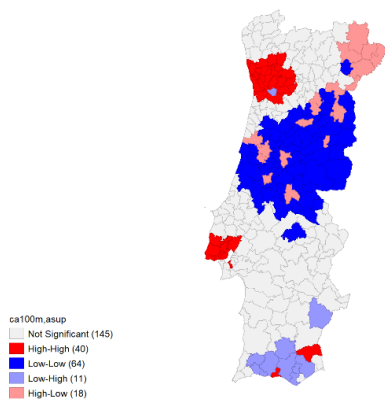 ca100m,asup
Not Significant (145)
High-High (40)
Low-Low (64)
Low-High (11)
High-Low (18)